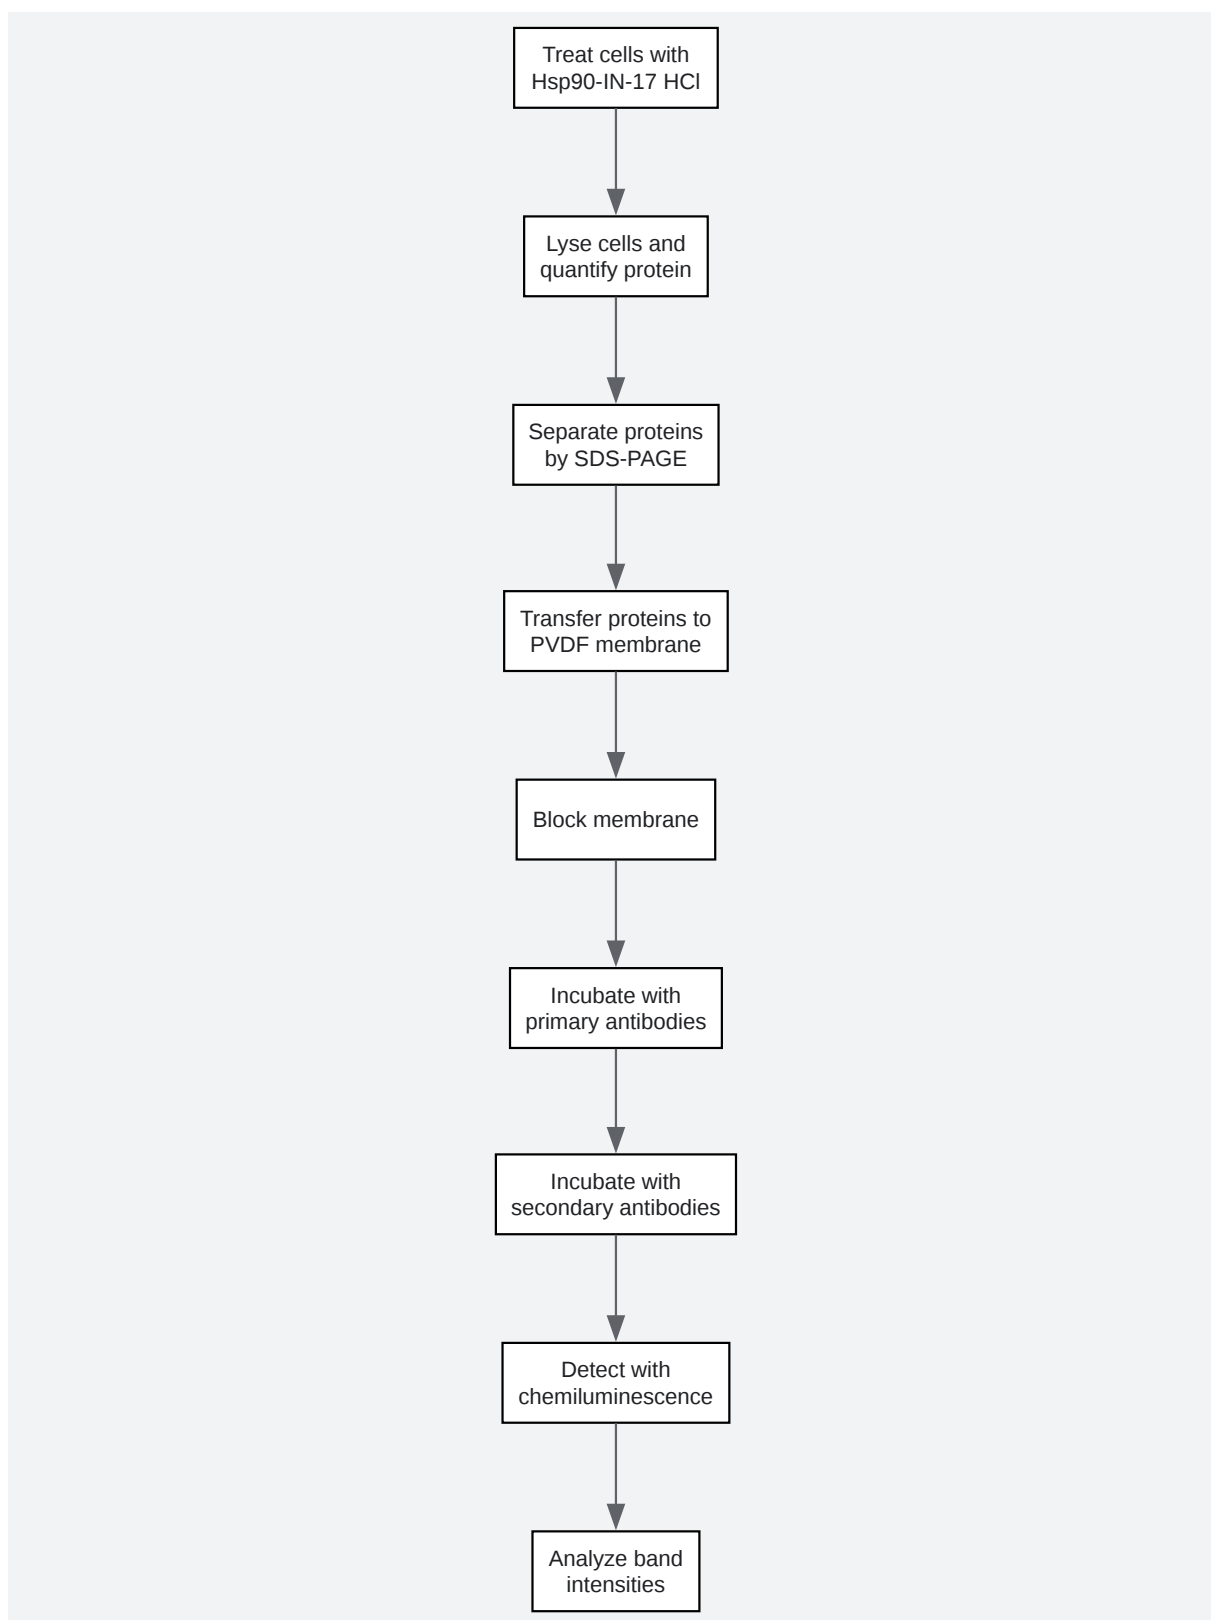 Treat cells with
Hsp90-IN-17 HCl
Lyse cells and
quantify protein
Separate proteins
by SDS-PAGE
Transfer proteins to
PVDF membrane
Block membrane
Incubate with
primary antibodies
Incubate with
secondary antibodies
Detect with
chemiluminescence
Analyze band
intensities